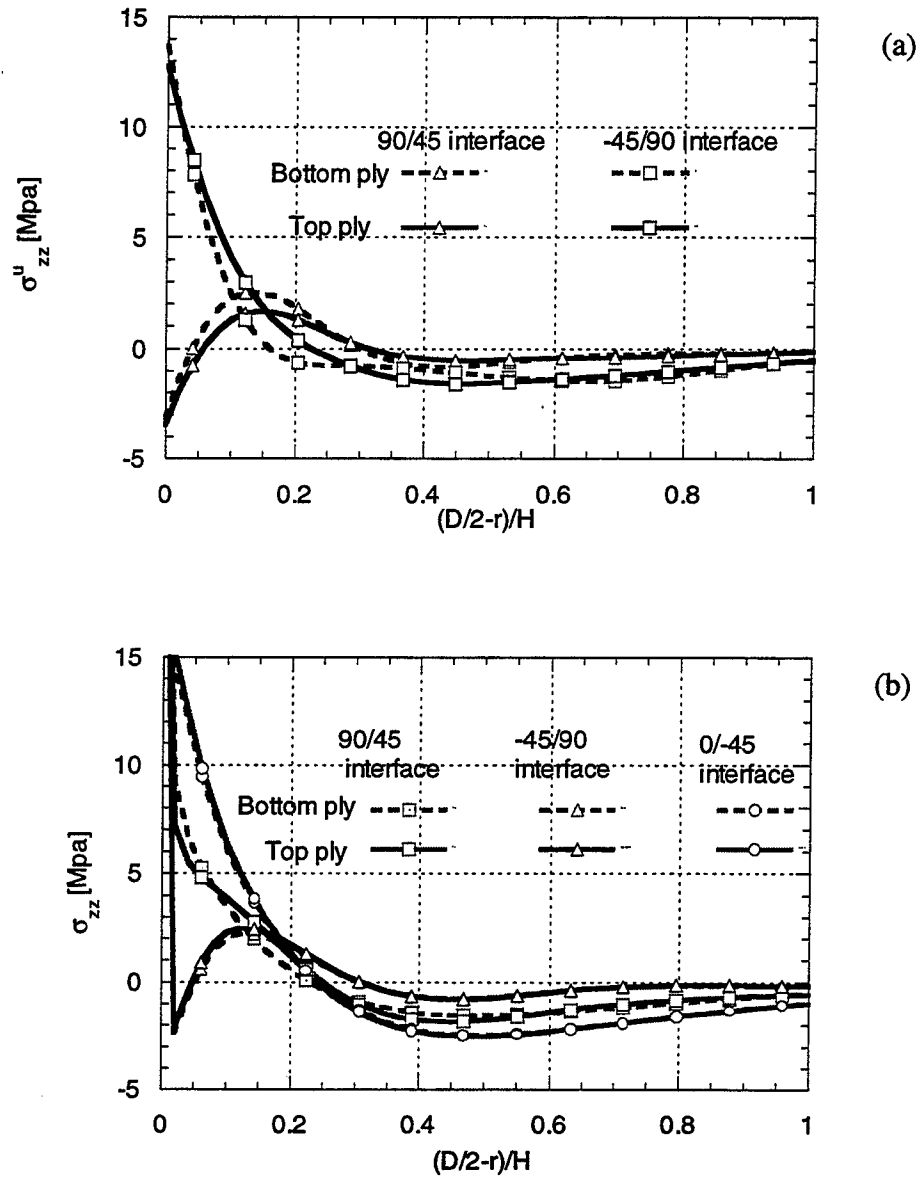 15
(a)
10
90/45 interface -45/90 interface
Bottom ply
Top ply
σᵘzz [Mpa]
5
0
-5
0 0.2 0.4 0.6 0.8 1
(D/2-r)/H
15
(b)
90/45 interface
-45/90 interface
0/-45 interface
10
Bottom ply
Top ply
σzz [Mpa]
5
0
-5
0 0.2 0.4 0.6 0.8 1
(D/2-r)/H